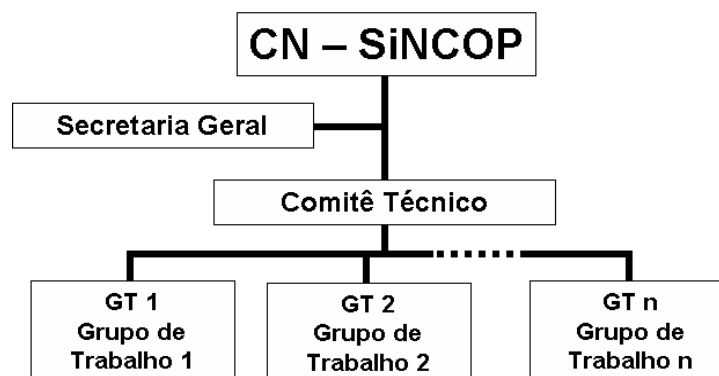 CN – SiNCOP
Secretaria Geral
Comitê Técnico
GT 1
Grupo de
Trabalho 1
GT 2
Grupo de
Trabalho 2
GT n
Grupo de
Trabalho n